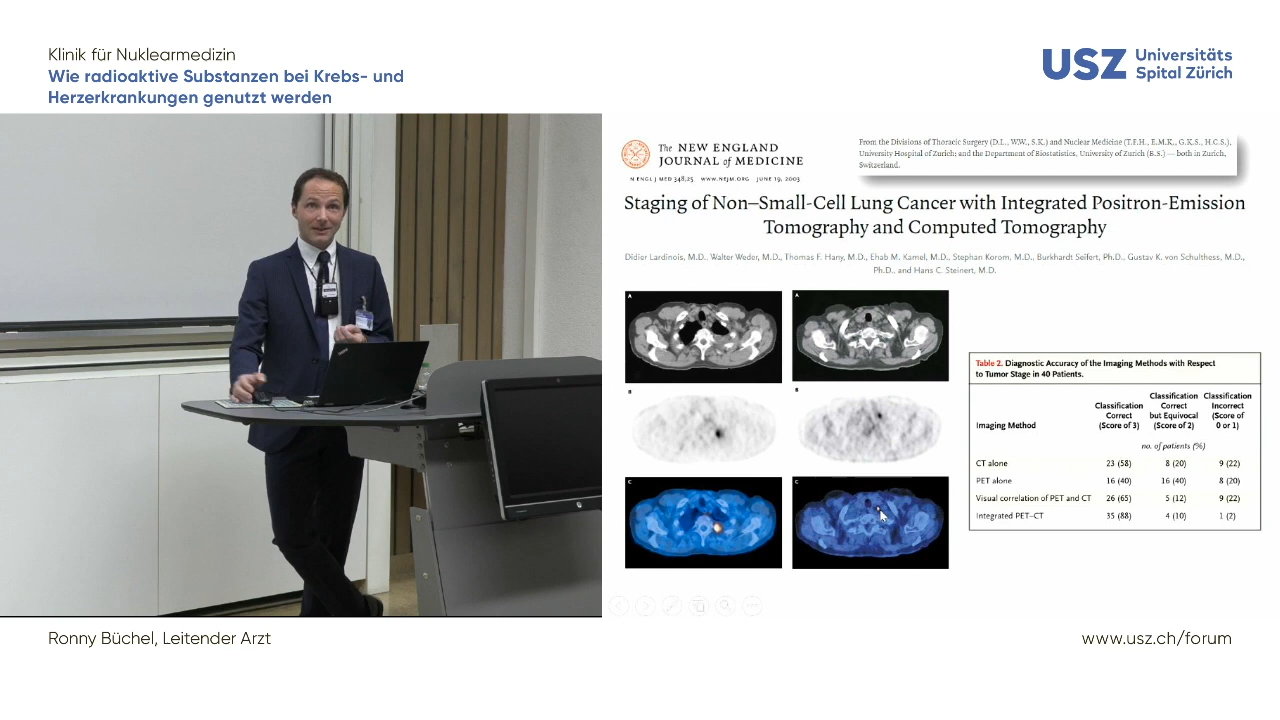 Klinik für Nuklearmedizin
Wie radioaktive Substanzen bei Krebs- und
Herzerkrankungen genutzt werden
USZ Universitäts
Spital Zürich
The NEW ENGLAND
JOURNAL of MEDICINE
N ENGL J MED 348;25 WWW.NEJM.ORG JUNE 19, 2003
From the Divisions of Thoracic Surgery (D.L., W.W., S.K.) and Nuclear Medicine (T.F.H., E.M.K., G.K.S., H.C.S.),
University Hospital of Zurich; and the Department of Biostatistics, University of Zurich (B.S.) — both in Zurich,
Switzerland.
Staging of Non–Small-Cell Lung Cancer with Integrated Positron-Emission
Tomography and Computed Tomography
Didier Lardinois, M.D., Walter Weder, M.D., Thomas F. Hany, M.D., Ehab M. Kamel, M.D., Stephan Korom, M.D., Burkhardt Seifert, Ph.D., Gustav K. von Schulthess, M.D.,
Ph.D., and Hans C. Steinert, M.D.
A
A
B
B
C
C
Table 2. Diagnostic Accuracy of the Imaging Methods with Respect
to Tumor Stage in 40 Patients.
Imaging Method
Classification
Correct
(Score of 3)
Classification
Correct
but Equivocal
(Score of 2)
Classification
Incorrect
(Score of
0 or 1)
no. of patients (%)
CT alone 23 (58) 8 (20) 9 (22)
PET alone 16 (40) 16 (40) 8 (20)
Visual correlation of PET and CT 26 (65) 5 (12) 9 (22)
Integrated PET–CT 35 (88) 4 (10) 1 (2)
Ronny Büchel, Leitender Arzt
www.usz.ch/forum